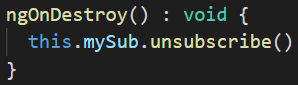 ngOnDestroy() : void {
  this.mySub.unsubscribe()
}